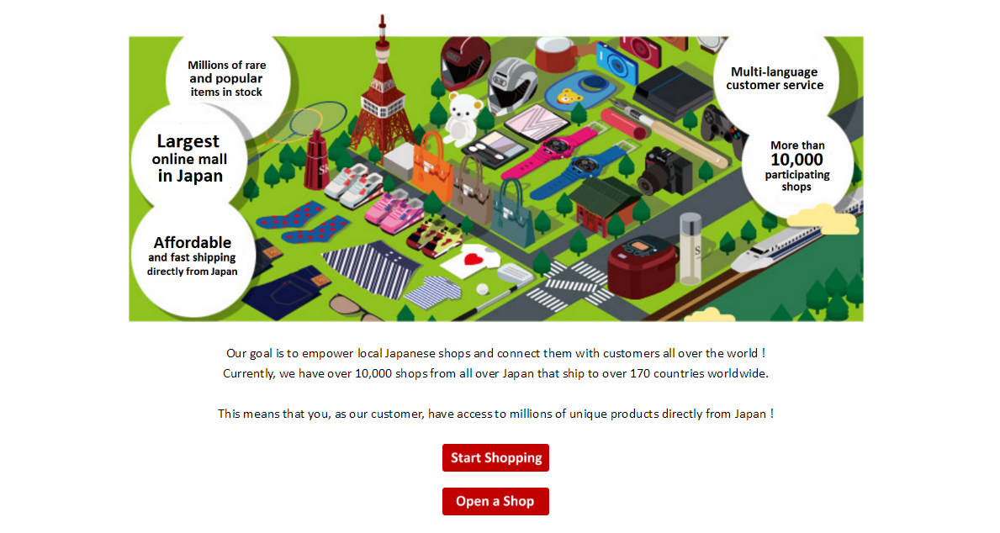 Millions of rare
and popular
items in stock
Largest
online mall
in Japan
Affordable
and fast shipping
directly from Japan
Multi-language
customer service
More than
10,000
participating
shops
Our goal is to empower local Japanese shops and connect them with customers all over the world !
Currently, we have over 10,000 shops from all over Japan that ship to over 170 countries worldwide.
This means that you, as our customer, have access to millions of unique products directly from Japan !
Start Shopping
Open a Shop